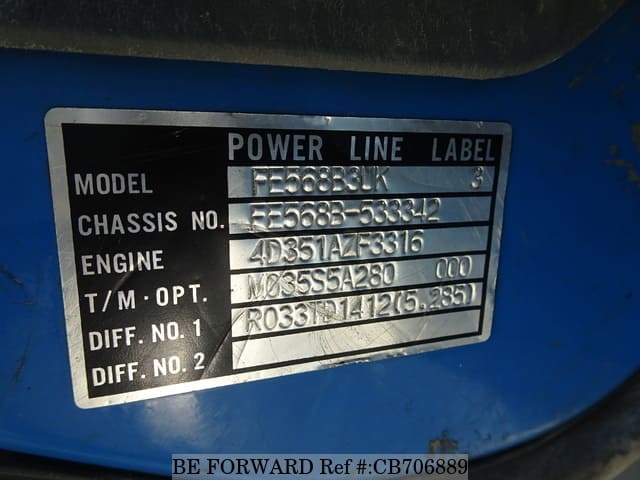 POWER LINE LABEL
MODEL FE568B3UK 3
CHASSIS NO. FE568B-533342
ENGINE 4D351AZF3316
T/M·OPT. M035S5A280 000
DIFF. NO. 1 R033TD1412(5.285)
DIFF. NO. 2
BE FORWARD Ref #:CB706889